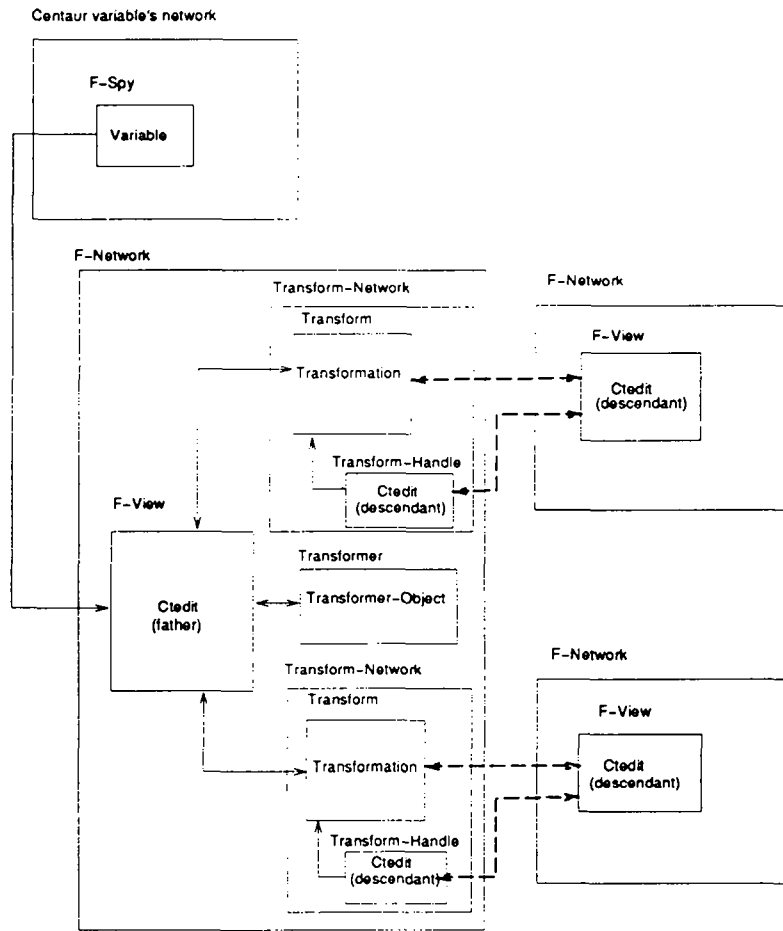 Centaur variable's network
F-Spy
Variable
F-Network
Transform-Network
Transform
Transformation
Transform-Handle
Ctedit
(descendant)
F-Network
F-View
Ctedit
(descendant)
F-View
Ctedit
(father)
Transformer
Transformer-Object
Transform-Network
Transform
Transformation
Transform-Handle
Ctedit
(descendant)
F-Network
F-View
Ctedit
(descendant)